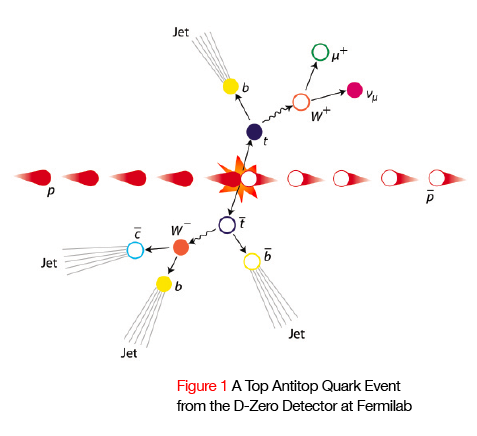 Jet
μ+
b
νμ
W+
t
p
p̅
t̅
c̅
W−
b̅
Jet
b
Jet
Jet
Figure 1 A Top Antitop Quark Event
from the D-Zero Detector at Fermilab